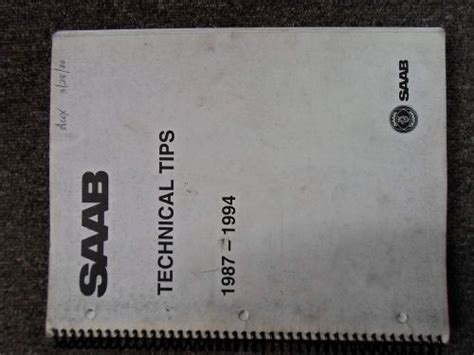 SAAB
TECHNICAL TIPS
1987 – 1994
SAAB